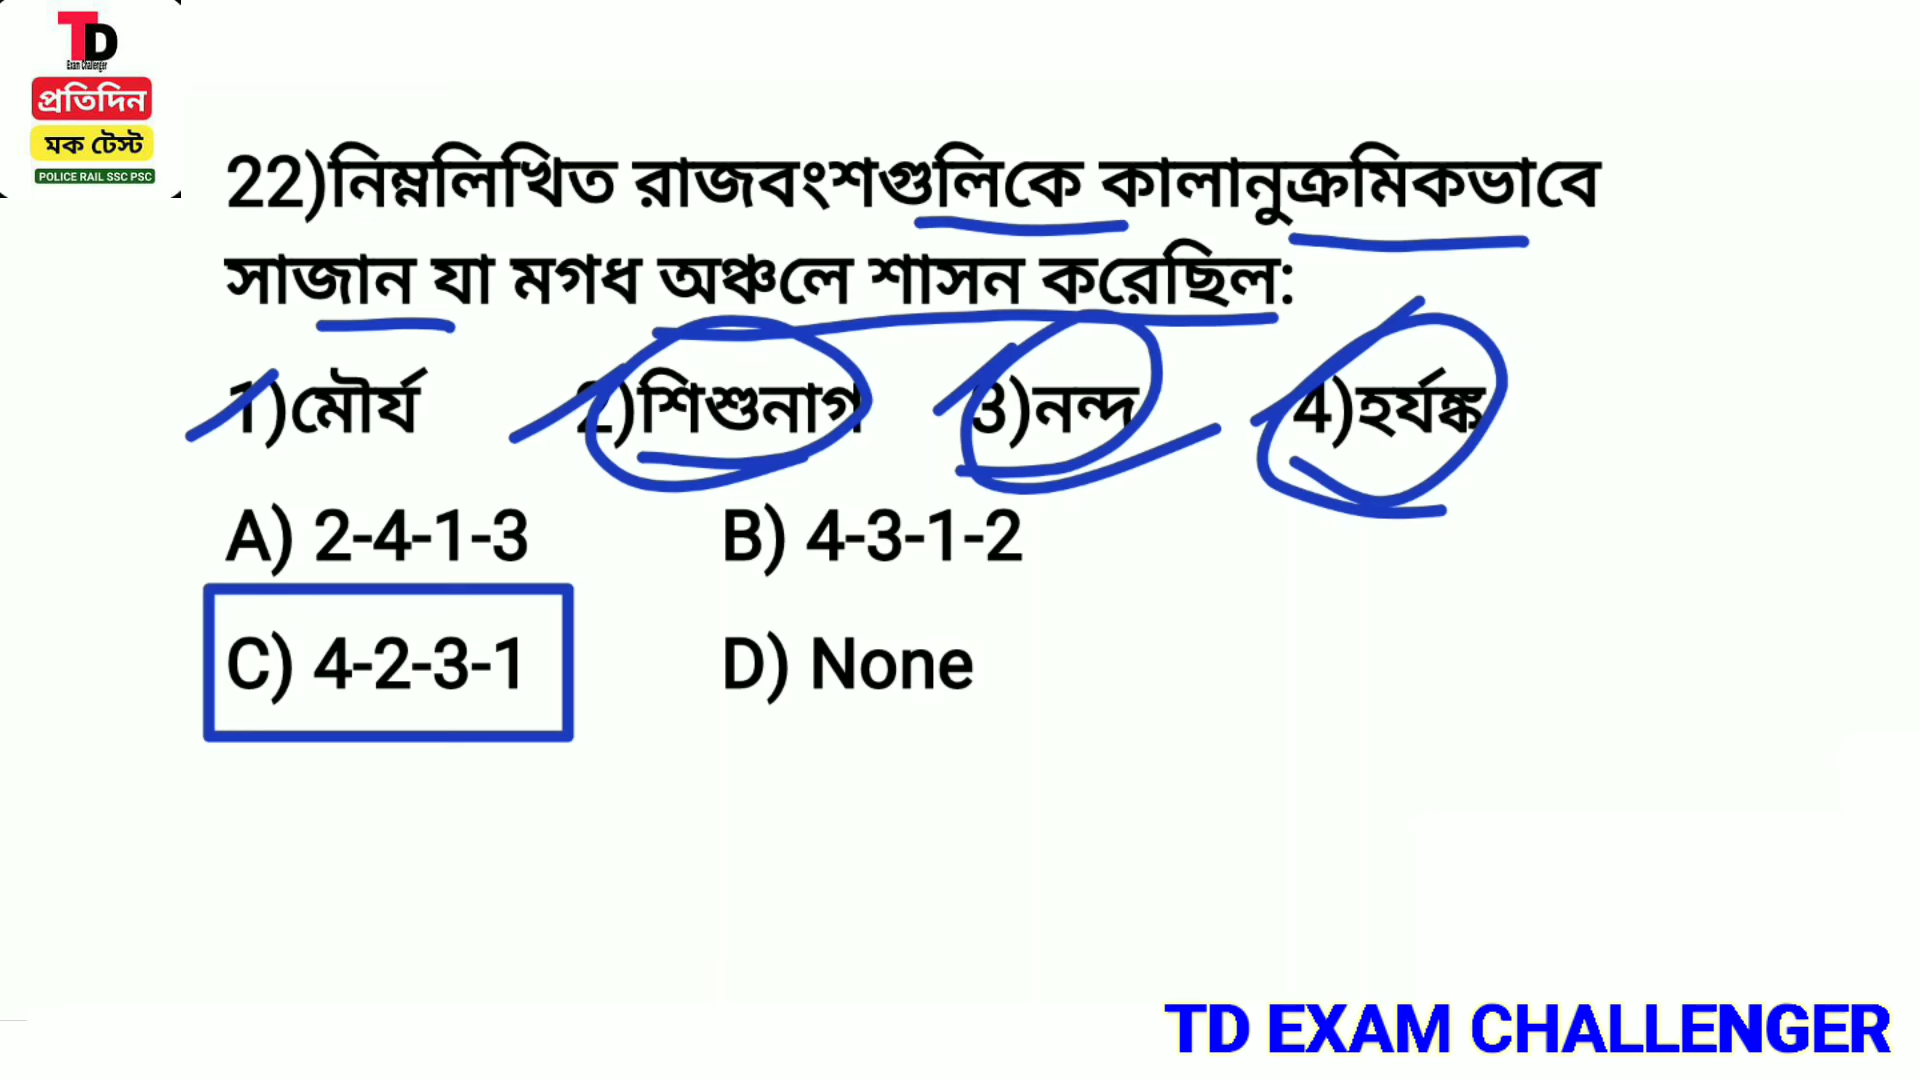 TD
Exam Challenger
প্রতিদিন
মক টেস্ট
POLICE RAIL SSC PSC
22)নিম্নলিখিত রাজবংশগুলিকে কালানুক্রমিকভাবে
সাজান যা মগধ অঞ্চলে শাসন করেছিল:
1)মৌর্য 2)শিশুনাগ 3)নন্দ 4)হর্যঙ্ক
A) 2-4-1-3 B) 4-3-1-2
C) 4-2-3-1 D) None
TD EXAM CHALLENGER